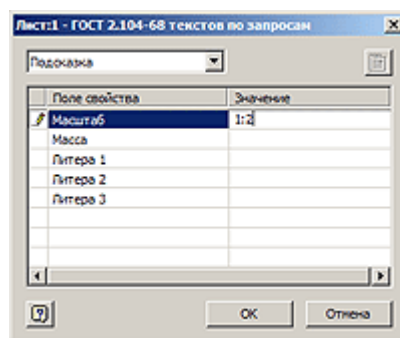 Лист:1 - ГОСТ 2.104-68 текстов по запросам
Подсказка
Поле свойства Значение
Масштаб 1:2
Масса
Литера 1
Литера 2
Литера 3
OK Отмена